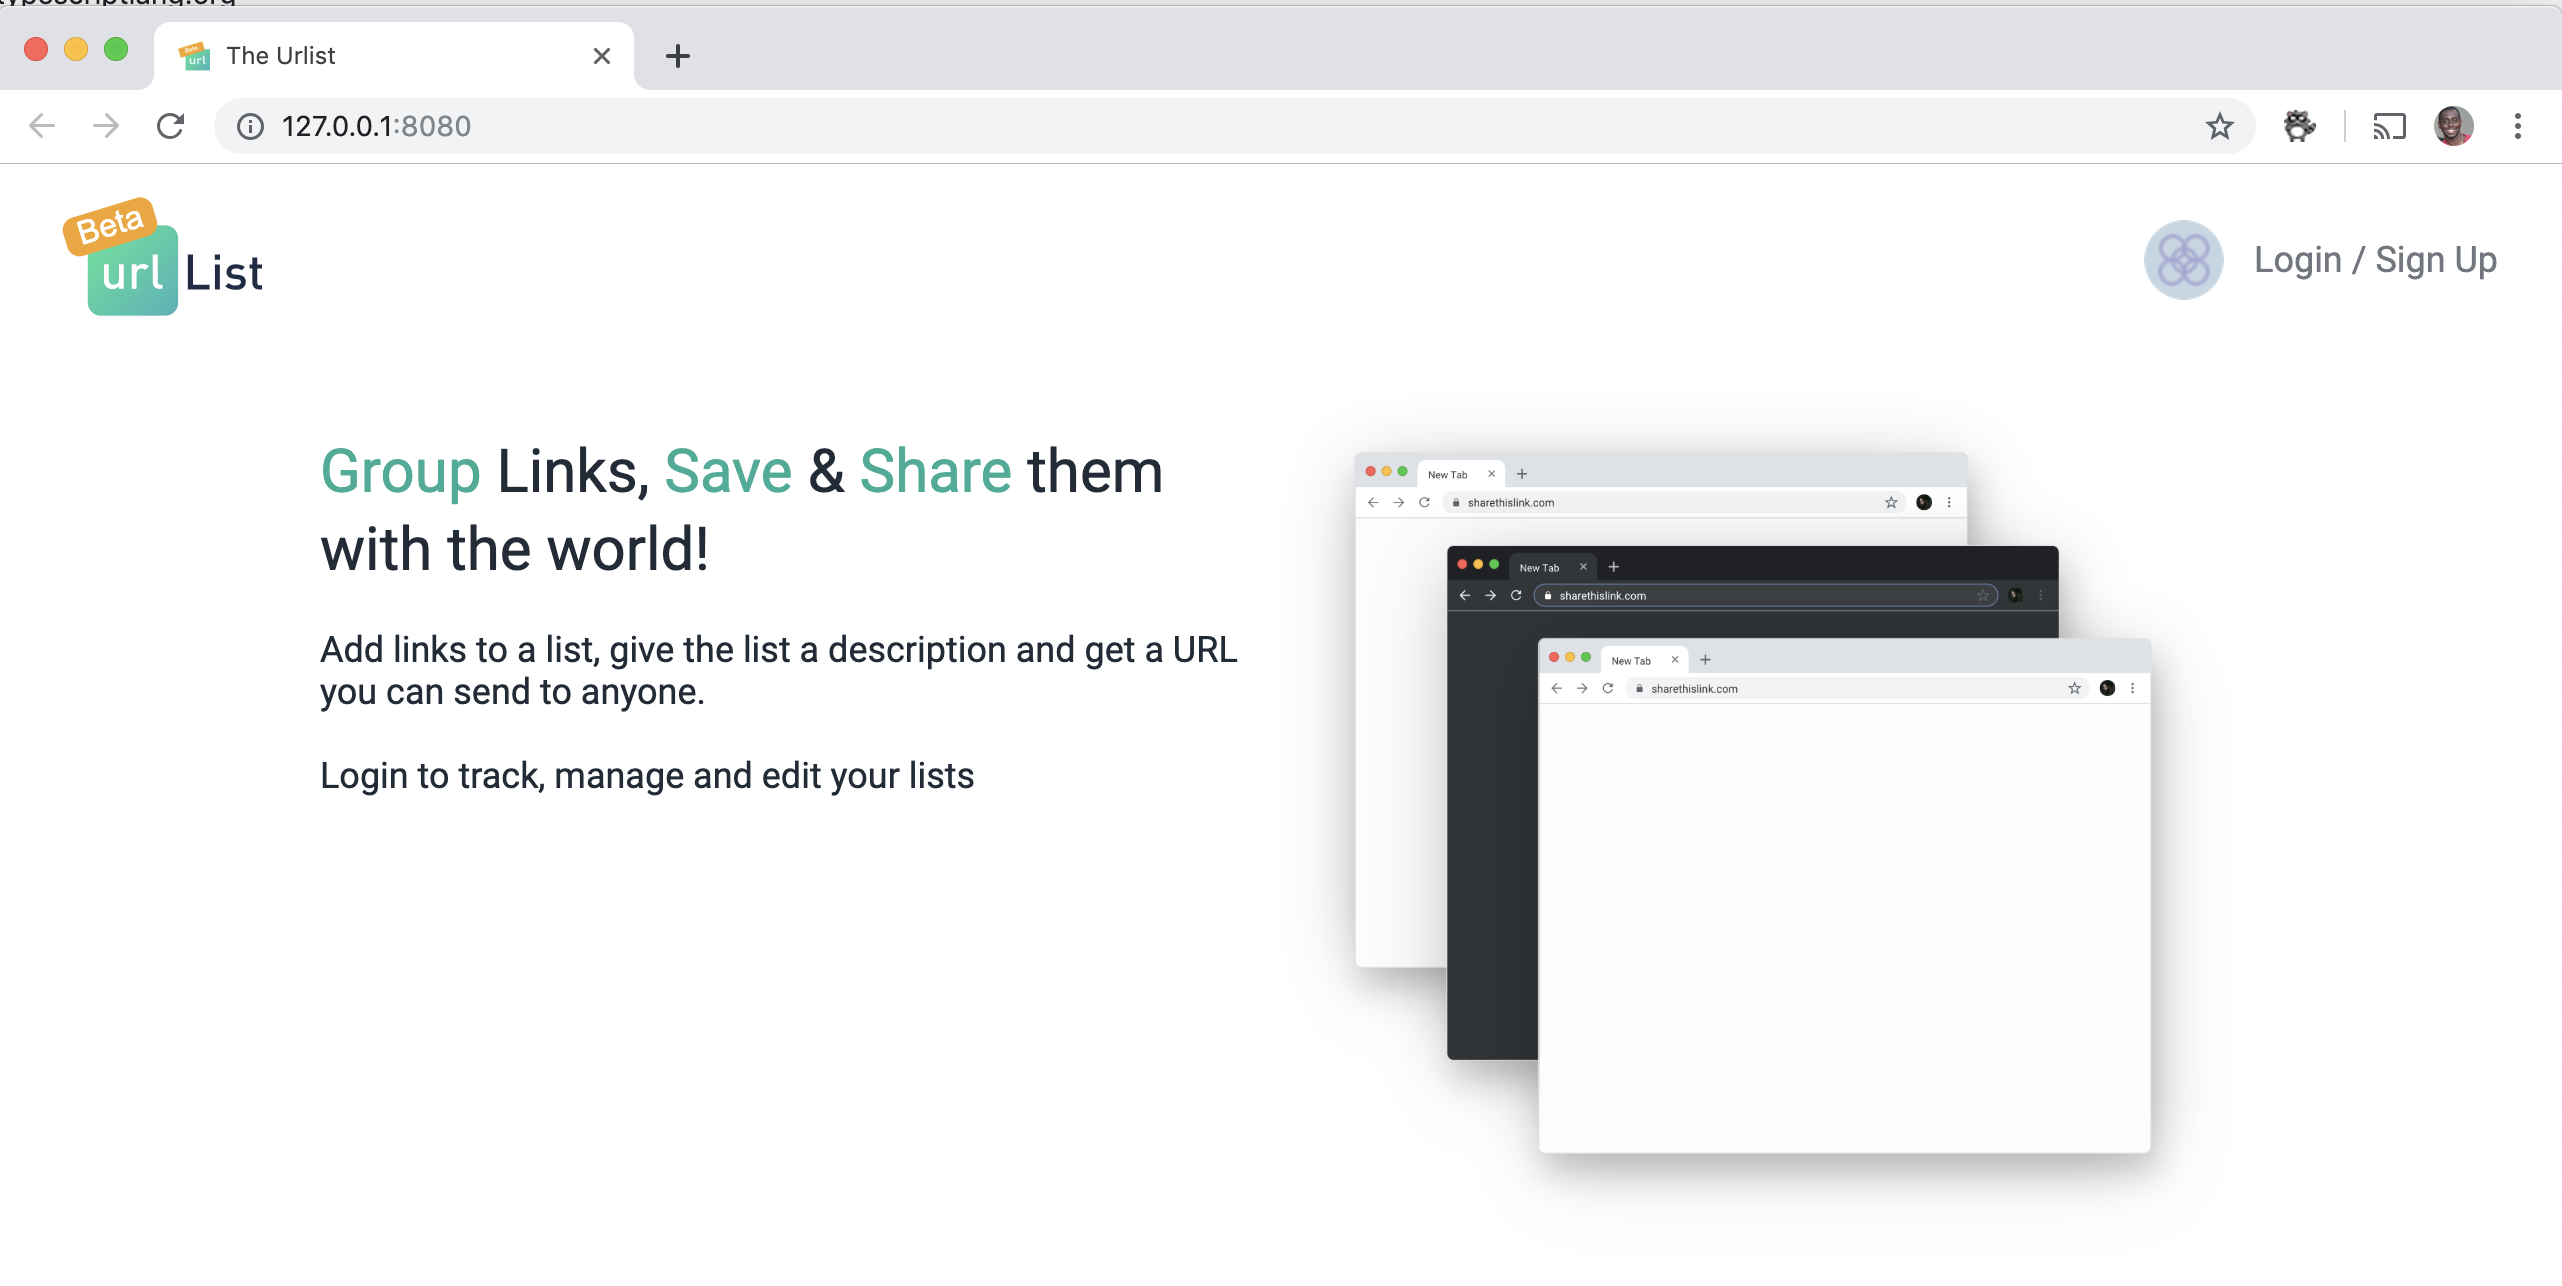 The Urlist
127.0.0.1:8080
Beta
url List
Login / Sign Up
Group Links, Save & Share them
with the world!
Add links to a list, give the list a description and get a URL
you can send to anyone.
Login to track, manage and edit your lists
New Tab
sharethislink.com
New Tab
sharethislink.com
New Tab
sharethislink.com